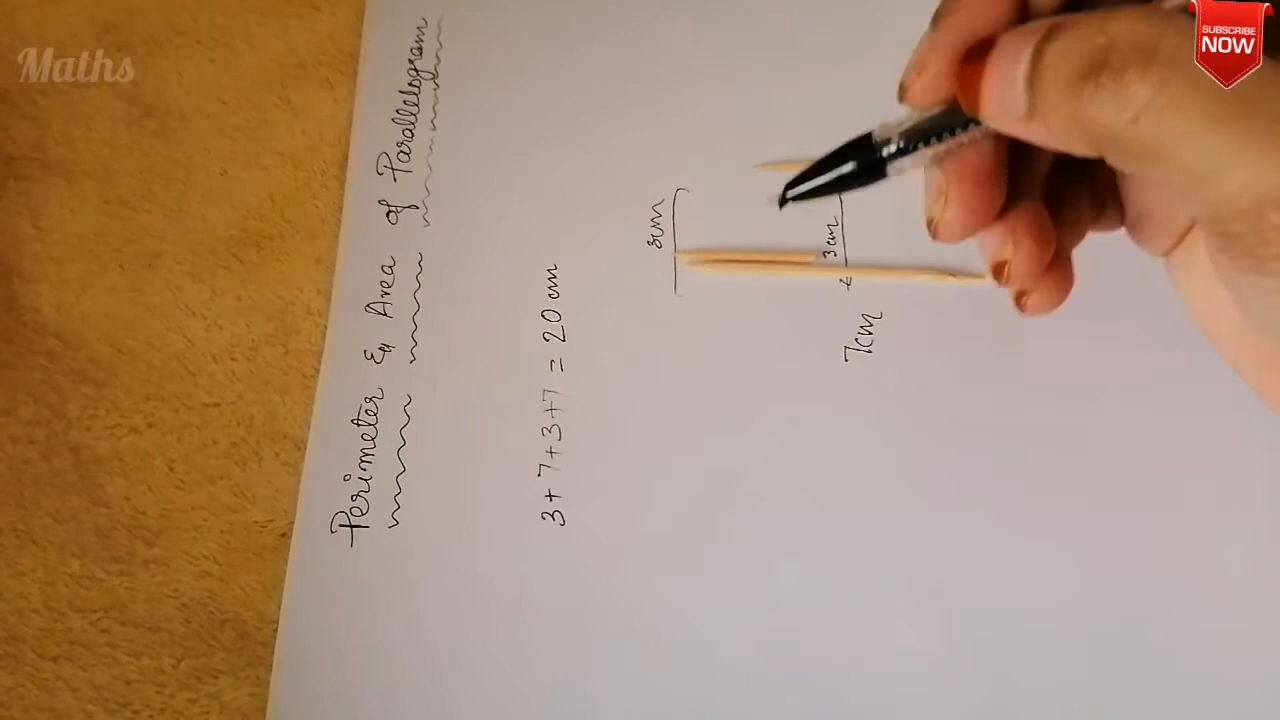 Maths
SUBSCRIBE
NOW
Perimeter & Area of Parallelogram
3+7+3+7 = 20 cm
3cm
3cm
7cm